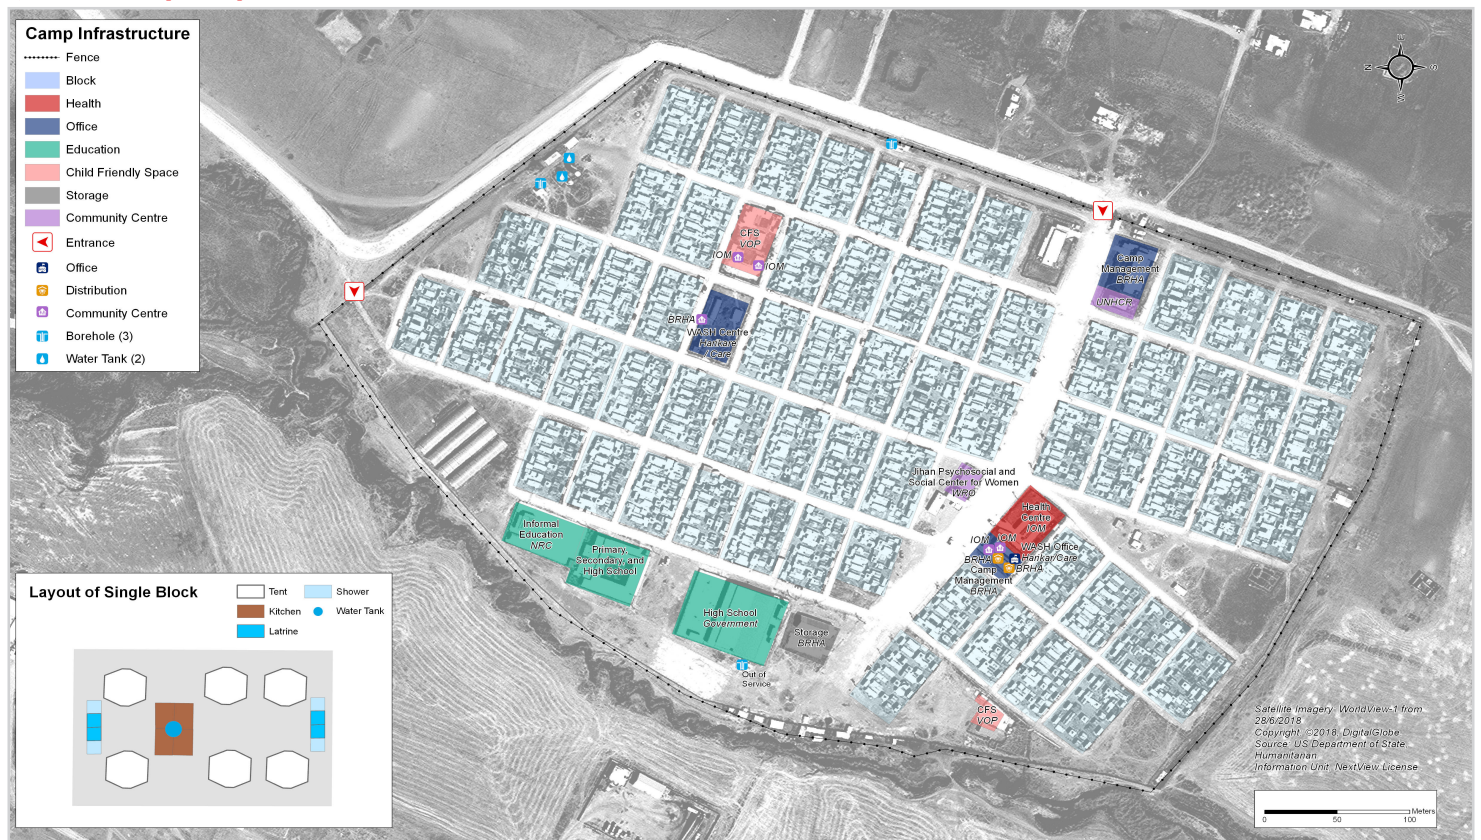 Camp Infrastructure
Fence
Block
Health
Office
Education
Child Friendly Space
Storage
Community Centre
Entrance
Office
Distribution
Community Centre
Borehole (3)
Water Tank (2)
E
N
S
W
CFS
VOP
IOM
IOM
BRHA
WASH Centre
Harikare
/ Care
Camp
Management
BRHA
UNHCR
Jihan Psychosocial and
Social Center for Women
WRO
Health
Centre
IOM
IOM
IOM
WASH Office
Harikar/Care
BRHA
BRHA
Camp
Management
BRHA
Informal
Education
NRC
Primary,
Secondary, and
High School
High School
Government
Storage
BRHA
Out of
Service
CFS
VOP
Layout of Single Block
Tent
Shower
Kitchen
Water Tank
Latrine
Satellite Imagery: WorldView-1 from
28/6/2018
Copyright: ©2018, DigitalGlobe
Source: US Department of State,
Humanitarian
Information Unit, NextView License
Meters
0 50 100